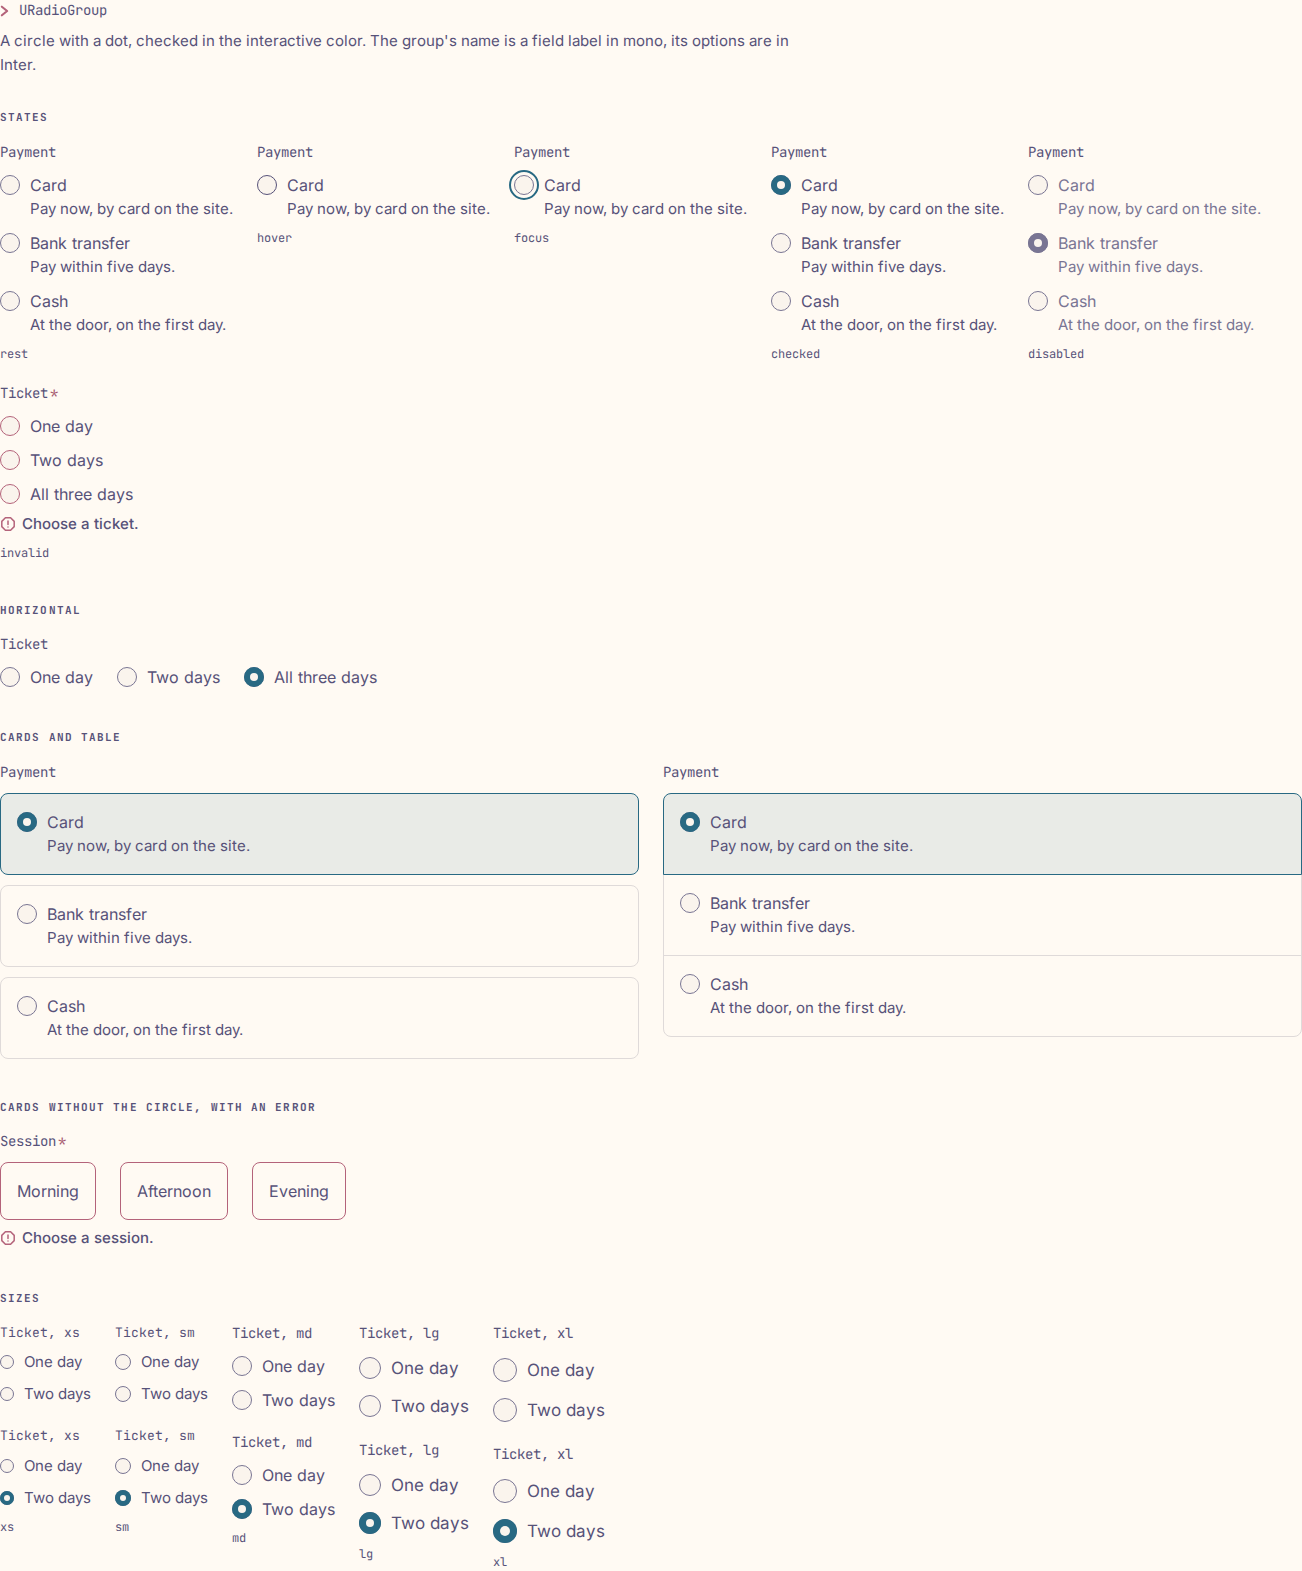 URadioGroup
A circle with a dot, checked in the interactive color. The group's name is a field label in mono, its options are in
Inter.
STATES
Payment
Card
Pay now, by card on the site.
Bank transfer
Pay within five days.
Cash
At the door, on the first day.
rest
Payment
Card
Pay now, by card on the site.
hover
Payment
Card
Pay now, by card on the site.
focus
Payment
Card
Pay now, by card on the site.
Bank transfer
Pay within five days.
Cash
At the door, on the first day.
checked
Payment
Card
Pay now, by card on the site.
Bank transfer
Pay within five days.
Cash
At the door, on the first day.
disabled
Ticket*
One day
Two days
All three days
Choose a ticket.
invalid
HORIZONTAL
Ticket
One day
Two days
All three days
CARDS AND TABLE
Payment
Card
Pay now, by card on the site.
Bank transfer
Pay within five days.
Cash
At the door, on the first day.
Payment
Card
Pay now, by card on the site.
Bank transfer
Pay within five days.
Cash
At the door, on the first day.
CARDS WITHOUT THE CIRCLE, WITH AN ERROR
Session*
Morning
Afternoon
Evening
Choose a session.
SIZES
Ticket, xs
One day
Two days
Ticket, xs
One day
Two days
xs
Ticket, sm
One day
Two days
Ticket, sm
One day
Two days
sm
Ticket, md
One day
Two days
Ticket, md
One day
Two days
md
Ticket, lg
One day
Two days
Ticket, lg
One day
Two days
lg
Ticket, xl
One day
Two days
Ticket, xl
One day
Two days
xl